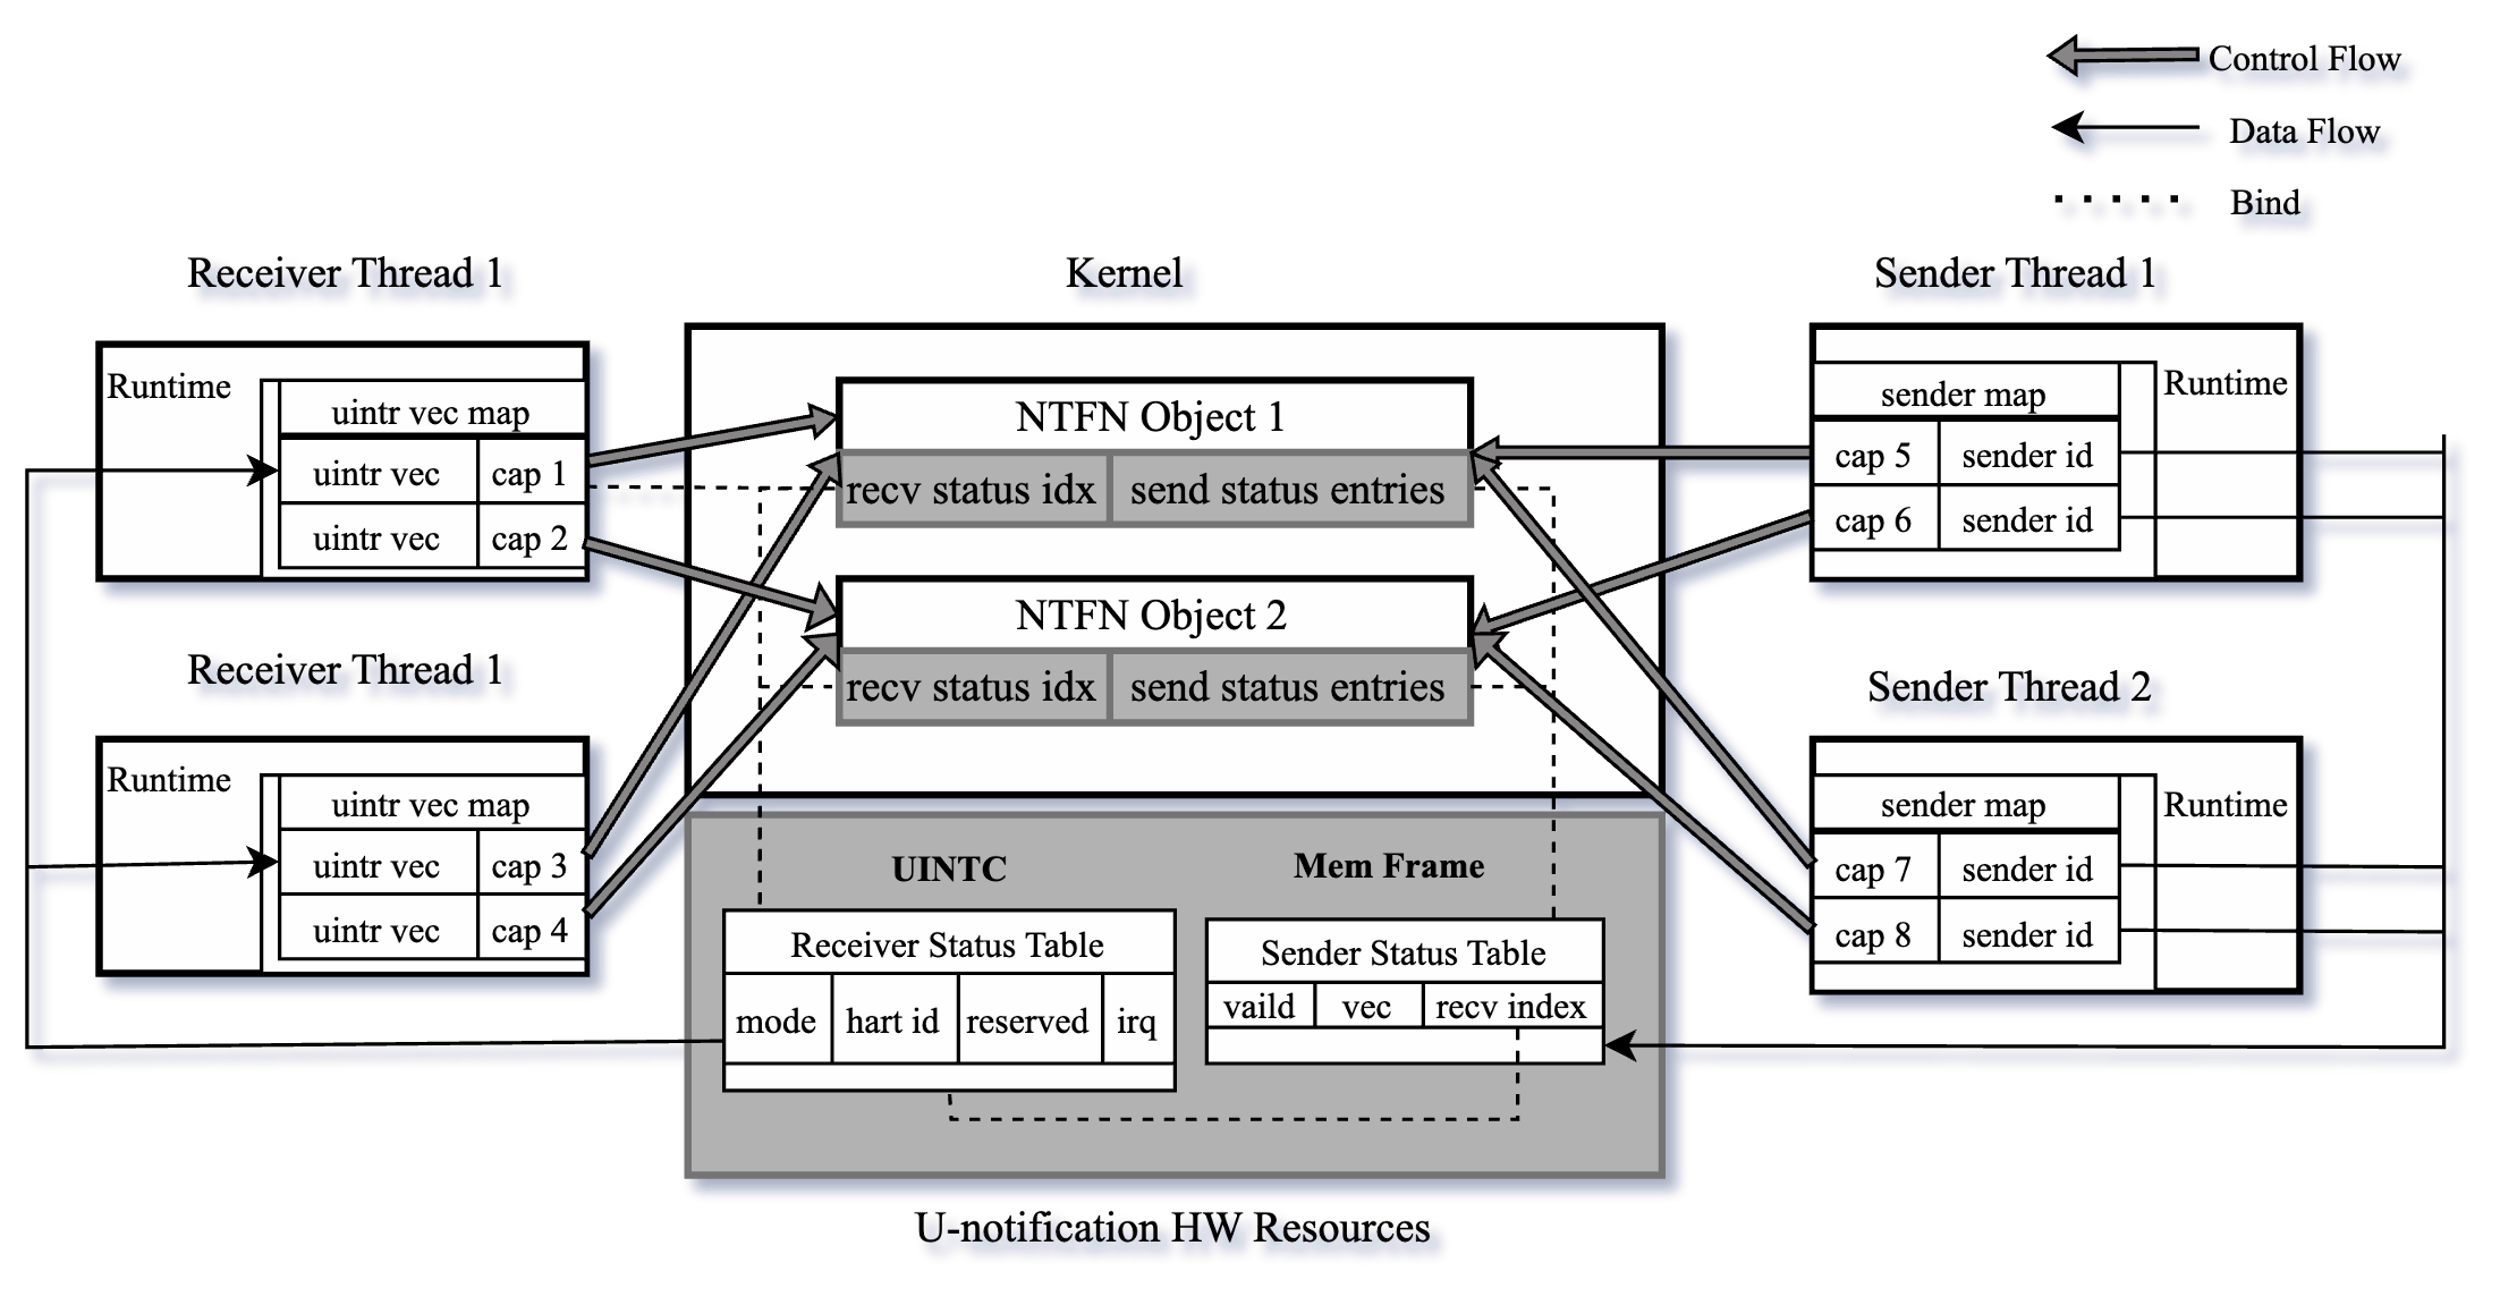 Control Flow
Data Flow
Bind
Receiver Thread 1
Kernel
Sender Thread 1
Runtime
uintr vec map
uintr vec cap 1
uintr vec cap 2
NTFN Object 1
recv status idx send status entries
NTFN Object 2
recv status idx send status entries
sender map
Runtime
cap 5 sender id
cap 6 sender id
Receiver Thread 1
Sender Thread 2
Runtime
uintr vec map
uintr vec cap 3
uintr vec cap 4
sender map
Runtime
cap 7 sender id
cap 8 sender id
UINTC
Receiver Status Table
mode hart id reserved irq
Mem Frame
Sender Status Table
vaild vec recv index
U-notification HW Resources